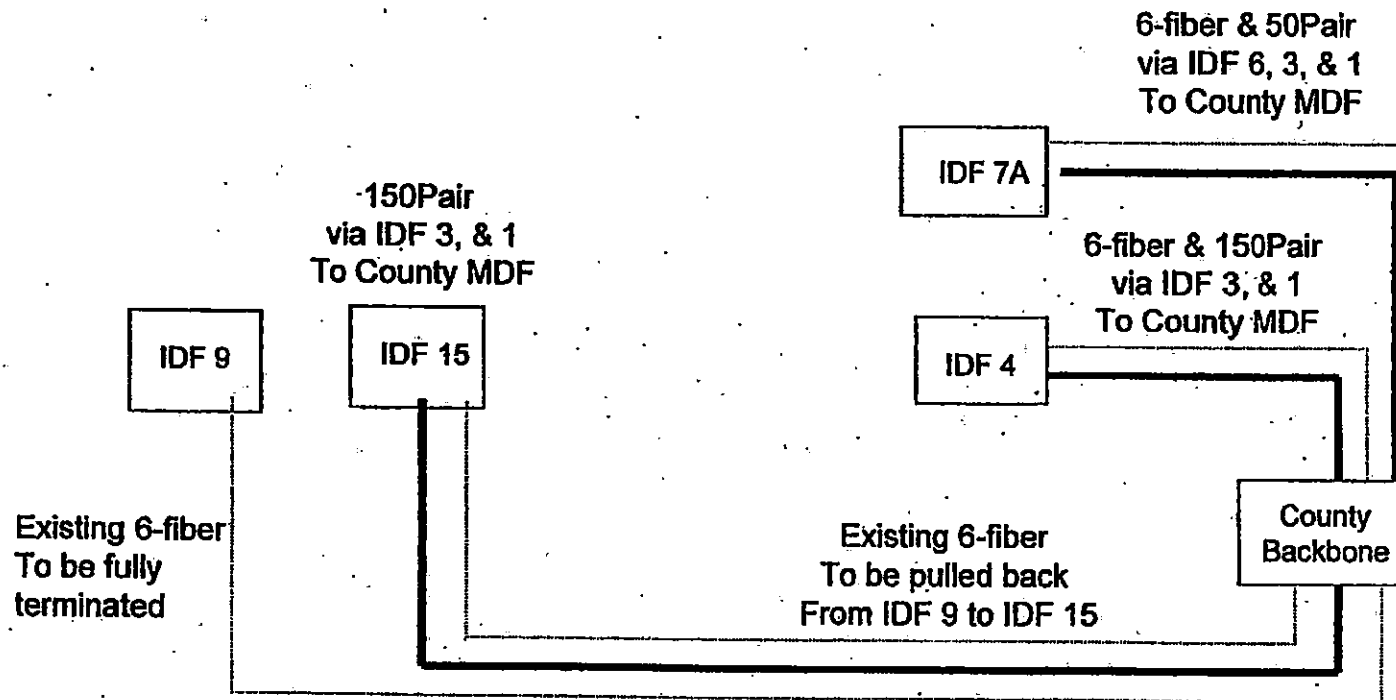 6-fiber & 50Pair
via IDF 6, 3, & 1
To County MDF
IDF 7A
150Pair
via IDF 3, & 1
To County MDF
6-fiber & 150Pair
via IDF 3, & 1
To County MDF
IDF 9
IDF 15
IDF 4
Existing 6-fiber
To be fully
terminated
Existing 6-fiber
To be pulled back
From IDF 9 to IDF 15
County
Backbone